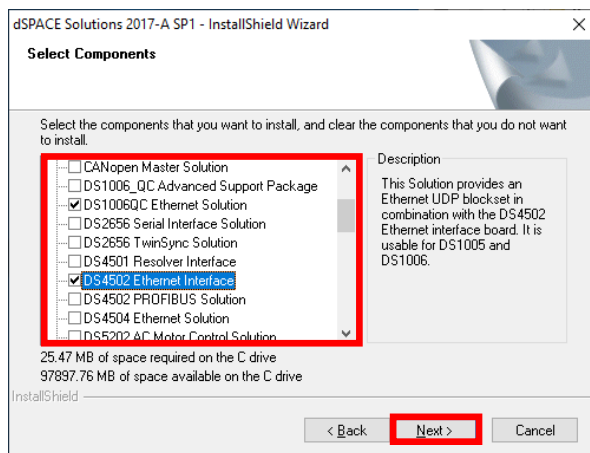 dSPACE Solutions 2017-A SP1 - InstallShield Wizard
Select Components
Select the components that you want to install, and clear the components that you do not want
to install.
CANopen Master Solution
DS1006_QC Advanced Support Package
DS1006QC Ethernet Solution
DS2656 Serial Interface Solution
DS2656 TwinSync Solution
DS4501 Resolver Interface
DS4502 Ethernet Interface
DS4502 PROFIBUS Solution
DS4504 Ethernet Solution
DS5202 AC Motor Control Solution
Description
This Solution provides an
Ethernet UDP blockset in
combination with the DS4502
Ethernet interface board. It is
usable for DS1005 and
DS1006.
25.47 MB of space required on the C drive
97897.76 MB of space available on the C drive
InstallShield
< Back
Next >
Cancel